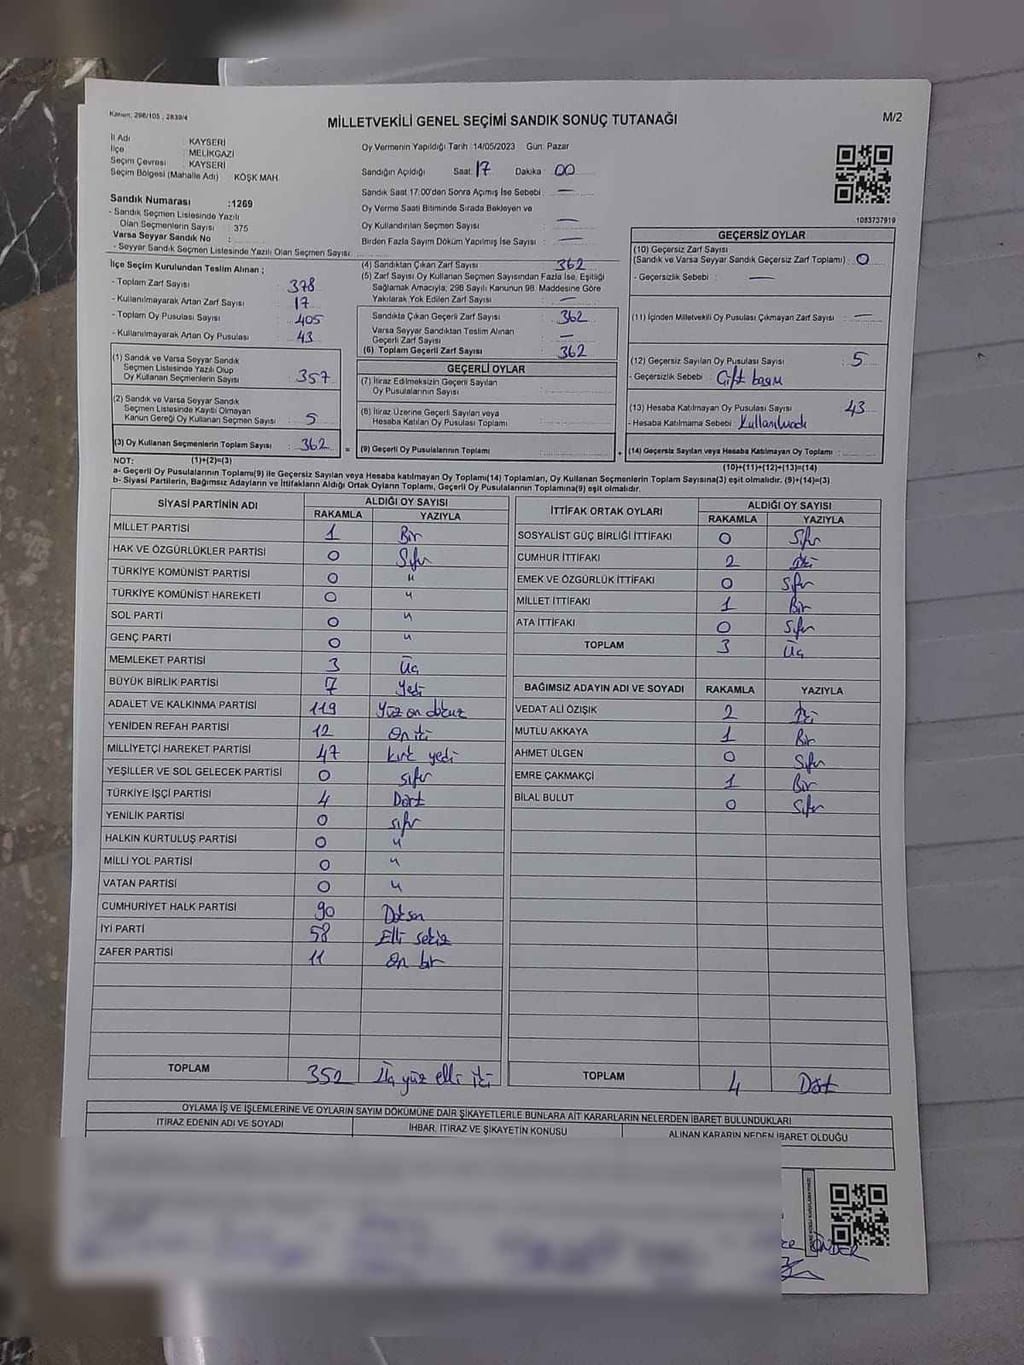 Kanun: 298/105 , 2839/4
MİLLETVEKİLİ GENEL SEÇİMİ SANDIK SONUÇ TUTANAĞI
M/2
İl Adı : KAYSERİ
İlçe : MELİKGAZİ
Seçim Çevresi : KAYSERİ
Seçim Bölgesi (Mahalle Adı) KÖŞK MAH.
Oy Vermenin Yapıldığı Tarih :14/05/2023 Gün: Pazar
Sandığın Açıldığı Saat: 17 Dakika 00
Sandık Saat 17:00'den Sonra Açımış İse Sebebi : —
Oy Verme Saati Bitiminde Sırada Bekleyen ve
Oy Kullandırılan Seçmen Sayısı : —
Birden Fazla Sayım Döküm Yapılmış İse Sayısı : —
1083737919
Sandık Numarası :1269
- Sandık Seçmen Listesinde Yazılı
Olan Seçmenlerin Sayısı : 375
Varsa Seyyar Sandık No :
- Seyyar Sandık Seçmen Listesinde Yazılı Olan Seçmen Sayısı
İlçe Seçim Kurulundan Teslim Alınan ;
- Toplam Zarf Sayısı : 378
- Kullanılmayarak Artan Zarf Sayısı : 17
- Toplam Oy Pusulası Sayısı : 405
- Kullanılmayarak Artan Oy Pusulası : 43
(1) Sandık ve Varsa Seyyar Sandık
Seçmen Listesinde Yazılı Olup
Oy Kullanan Seçmenlerin Sayısı : 357
(2) Sandık ve Varsa Seyyar Sandık
Seçmen Listesinde Kayıtlı Olmayan
Kanun Gereği Oy Kullanan Seçmen Sayısı : 5
(3) Oy Kullanan Seçmenlerin Toplam Sayısı : 362
(4) Sandıktan Çıkan Zarf Sayısı : 362
(5) Zarf Sayısı Oy Kullanan Seçmen Sayısından Fazla İse, Eşitliği
Sağlamak Amacıyla; 298 Sayılı Kanunun 98. Maddesine Göre
Yakılarak Yok Edilen Zarf Sayısı : —
Sandıkta Çıkan Geçerli Zarf Sayısı : 362
Varsa Seyyar Sandıktan Teslim Alınan
Geçerli Zarf Sayısı : —
(6) Toplam Geçerli Zarf Sayısı : 362
GEÇERLİ OYLAR
(7) İtiraz Edilmeksizin Geçerli Sayılan
Oy Pusulalarının Sayısı :
(8) İtiraz Üzerine Geçerli Sayılan veya
Hesaba Katılan Oy Pusulası Toplamı :
= (9) Geçerli Oy Pusulalarının Toplamı :
GEÇERSİZ OYLAR
(10) Geçersiz Zarf Sayısı
(Sandık ve Varsa Seyyar Sandık Geçersiz Zarf Toplamı) : 0
- Geçersizlik Sebebi : —
(11) İçinden Milletvekili Oy Pusulası Çıkmayan Zarf Sayısı : —
(12) Geçersiz Sayılan Oy Pusulası Sayısı : 5
- Geçersizlik Sebebi : Çift basım
(13) Hesaba Katılmayan Oy Pusulası Sayısı : 43
- Hesaba Katılmama Sebebi : Kullanılmadı
+ (14) Geçersiz Sayılan veya Hesaba Katılmayan Oy Toplamı :
NOT: (1)+(2)=(3)
(10)+(11)+(12)+(13)=(14)
a- Geçerli Oy Pusulalarının Toplamı(9) ile Geçersiz Sayılan veya Hesaba katılmayan Oy Toplamı(14) Toplamları, Oy Kullanan Seçmenlerin Toplam Sayısına(3) eşit olmalıdır. (9)+(14)=(3)
b- Siyasi Partilerin, Bağımsız Adayların ve İttifakların Aldığı Ortak Oyların Toplamı, Geçerli Oy Pusulalarının Toplamına(9) eşit olmalıdır.
SİYASİ PARTİNİN ADI ALDIĞI OY SAYISI
RAKAMLA YAZIYLA
MİLLET PARTİSİ 1 Bir
HAK VE ÖZGÜRLÜKLER PARTİSİ 0 Sıfır
TÜRKİYE KOMÜNİST PARTİSİ 0 "
TÜRKİYE KOMÜNİST HAREKETİ 0 "
SOL PARTİ 0 "
GENÇ PARTİ 0 "
MEMLEKET PARTİSİ 3 Üç
BÜYÜK BİRLİK PARTİSİ 7 Yedi
ADALET VE KALKINMA PARTİSİ 119 Yüz on dokuz
YENİDEN REFAH PARTİSİ 12 On iki
MİLLİYETÇİ HAREKET PARTİSİ 47 kırk yedi
YEŞİLLER VE SOL GELECEK PARTİSİ 0 sıfır
TÜRKİYE İŞÇİ PARTİSİ 4 Dört
YENİLİK PARTİSİ 0 sıfır
HALKIN KURTULUŞ PARTİSİ 0 "
MİLLİ YOL PARTİSİ 0 "
VATAN PARTİSİ 0 "
CUMHURİYET HALK PARTİSİ 90 Doksan
İYİ PARTİ 58 Elli sekiz
ZAFER PARTİSİ 11 On bir
TOPLAM 352 Üç yüz elli iki
İTTİFAK ORTAK OYLARI ALDIĞI OY SAYISI
RAKAMLA YAZIYLA
SOSYALİST GÜÇ BİRLİĞİ İTTİFAKI 0 Sıfır
CUMHUR İTTİFAKI 2 iki
EMEK VE ÖZGÜRLÜK İTTİFAKI 0 Sıfır
MİLLET İTTİFAKI 1 Bir
ATA İTTİFAKI 0 Sıfır
TOPLAM 3 Üç
BAĞIMSIZ ADAYIN ADI VE SOYADI RAKAMLA YAZIYLA
VEDAT ALİ ÖZIŞIK 2 İki
MUTLU AKKAYA 1 Bir
AHMET ÜLGEN 0 Sıfır
EMRE ÇAKMAKÇİ 1 Bir
BİLAL BULUT 0 Sıfır
TOPLAM 4 Dört
OYLAMA İŞ VE İŞLEMLERİNE VE OYLARIN SAYIM DÖKÜMÜNE DAİR ŞİKAYETLERLE BUNLARA AİT KARARLARIN NELERDEN İBARET BULUNDUKLARI
İTİRAZ EDENİN ADI VE SOYADI İHBAR, İTİRAZ VE ŞİKAYETİN KONUSU ALINAN KARARIN NEDEN İBARET OLDUĞU
ÖNDER